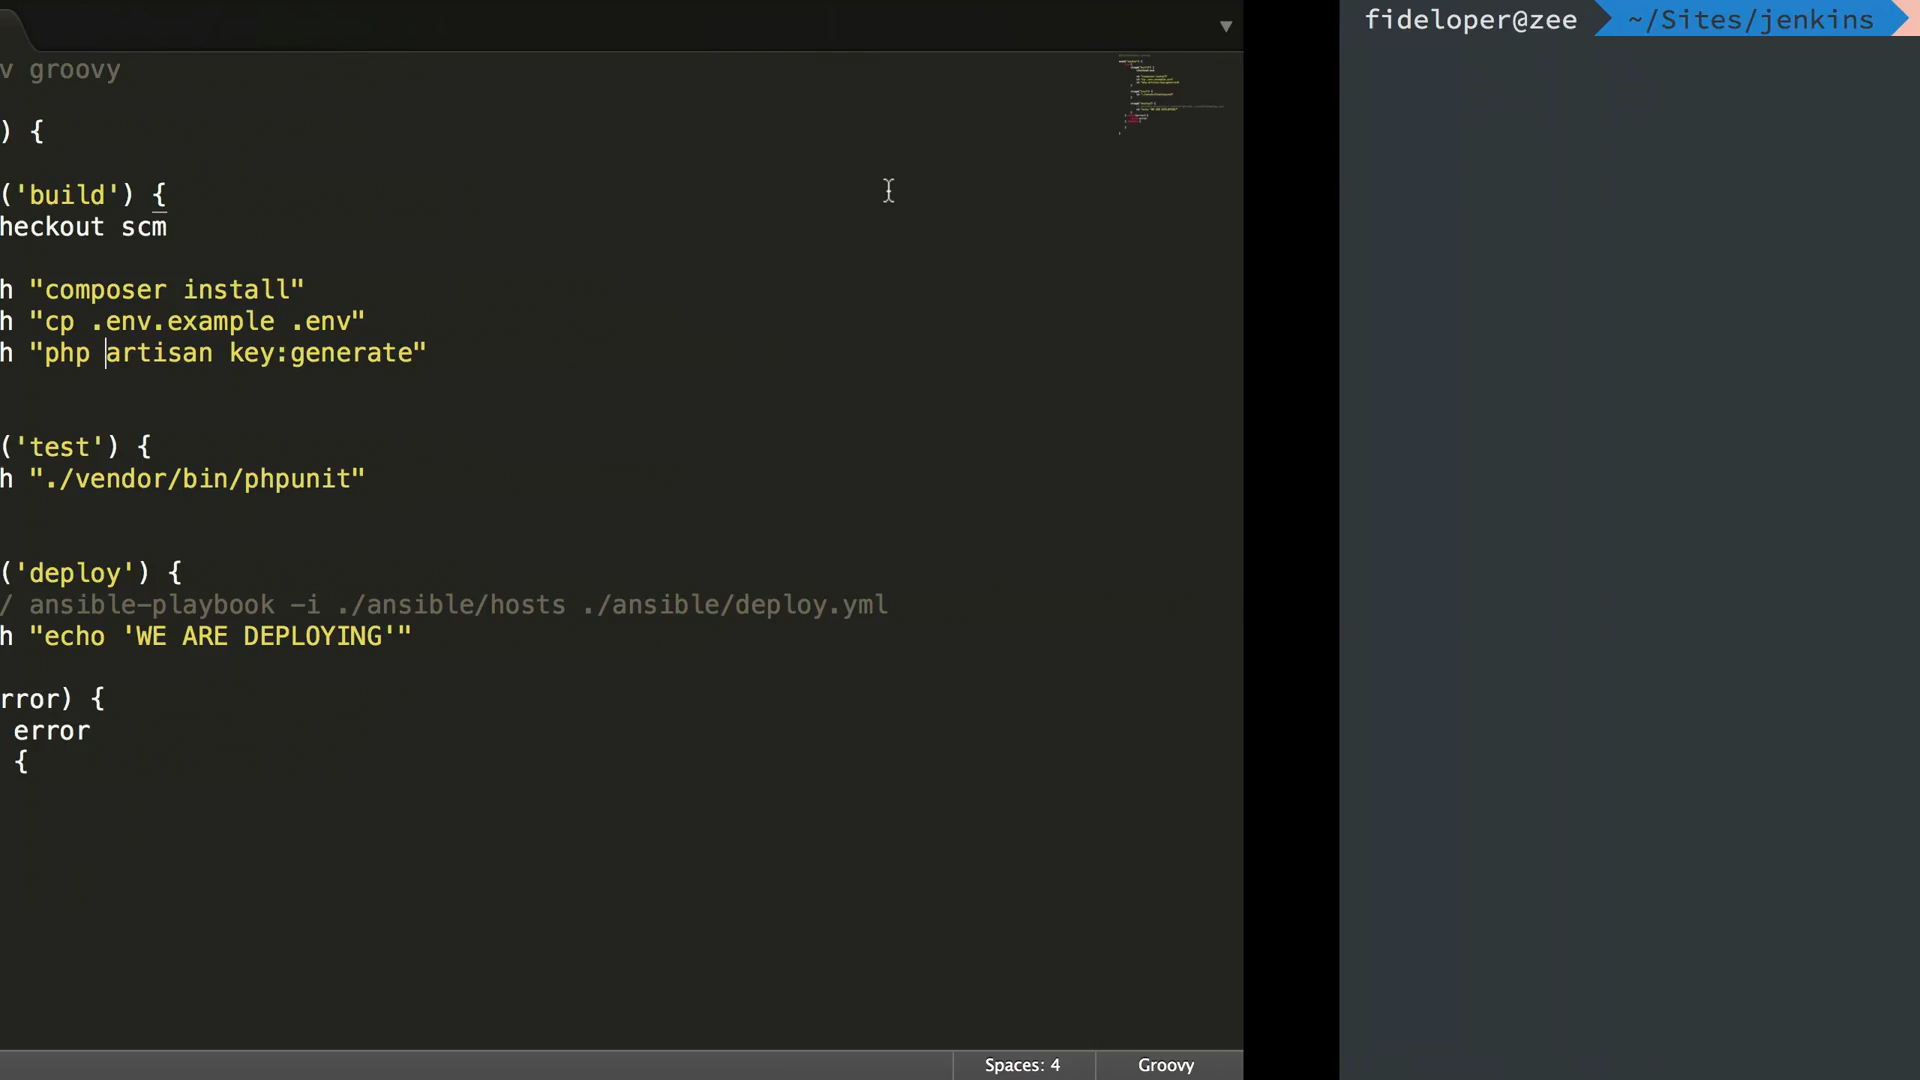 v groovy
) {
('build') {
heckout scm
h "composer install"
h "cp .env.example .env"
h "php artisan key:generate"
('test') {
h "./vendor/bin/phpunit"
('deploy') {
/ ansible-playbook -i ./ansible/hosts ./ansible/deploy.yml
h "echo 'WE ARE DEPLOYING'"
rror) {
error
{
Spaces: 4
Groovy
fideloper@zee
~/Sites/jenkins